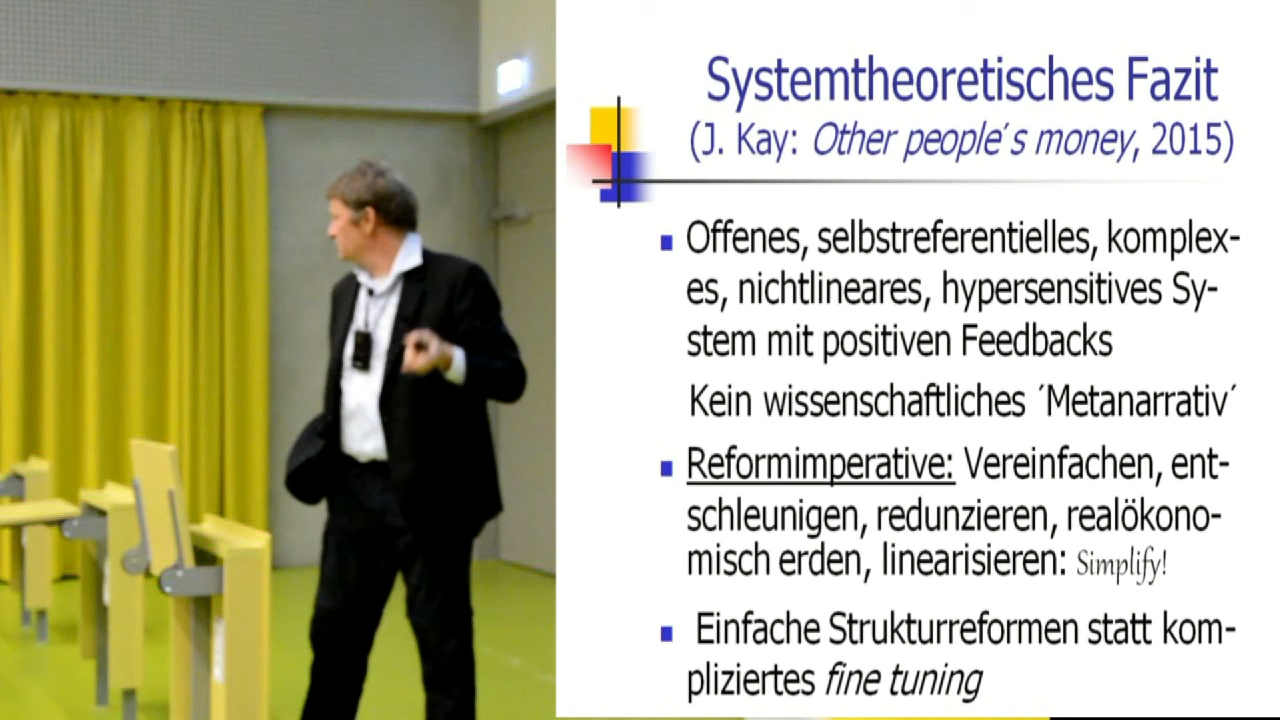 Systemtheoretisches Fazit
(J. Kay: Other people´s money, 2015)
Offenes, selbstreferentielles, komplex-
es, nichtlineares, hypersensitives Sy-
stem mit positiven Feedbacks
Kein wissenschaftliches ´Metanarrativ´
Reformimperative: Vereinfachen, ent-
schleunigen, redunzieren, realökono-
misch erden, linearisieren: Simplify!
Einfache Strukturreformen statt kom-
pliziertes fine tuning